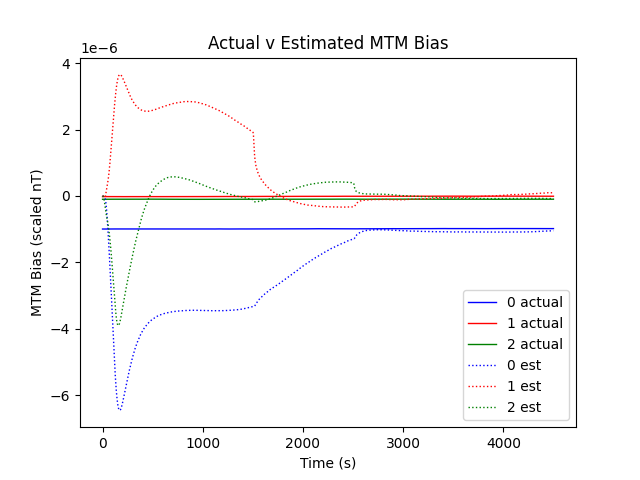 Actual v Estimated MTM Bias
1e−6
4
2
0
−2
−4
−6
MTM Bias (scaled nT)
0 actual
1 actual
2 actual
0 est
1 est
2 est
0 1000 2000 3000 4000
Time (s)